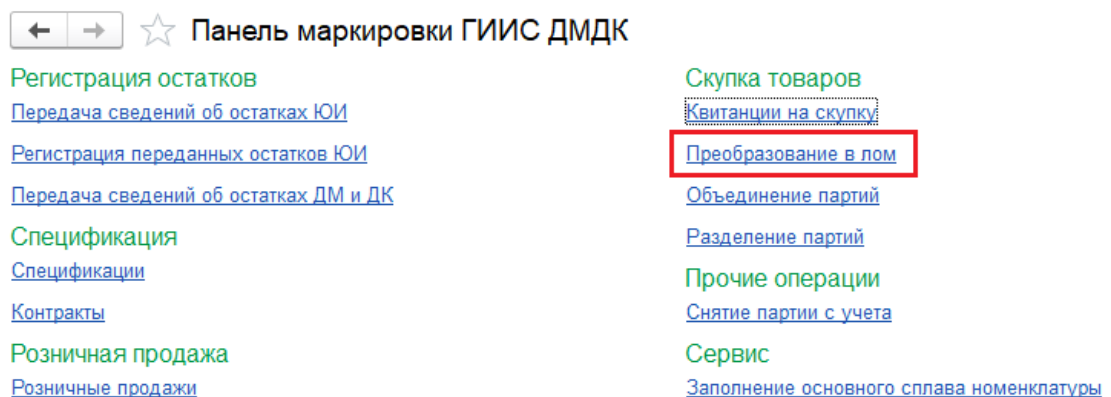 Панель маркировки ГИИС ДМДК
Регистрация остатков
Передача сведений об остатках ЮИ
Регистрация переданных остатков ЮИ
Передача сведений об остатках ДМ и ДК
Спецификация
Спецификации
Контракты
Розничная продажа
Розничные продажи
Скупка товаров
Квитанции на скупку
Преобразование в лом
Объединение партий
Разделение партий
Прочие операции
Снятие партии с учета
Сервис
Заполнение основного сплава номенклатуры